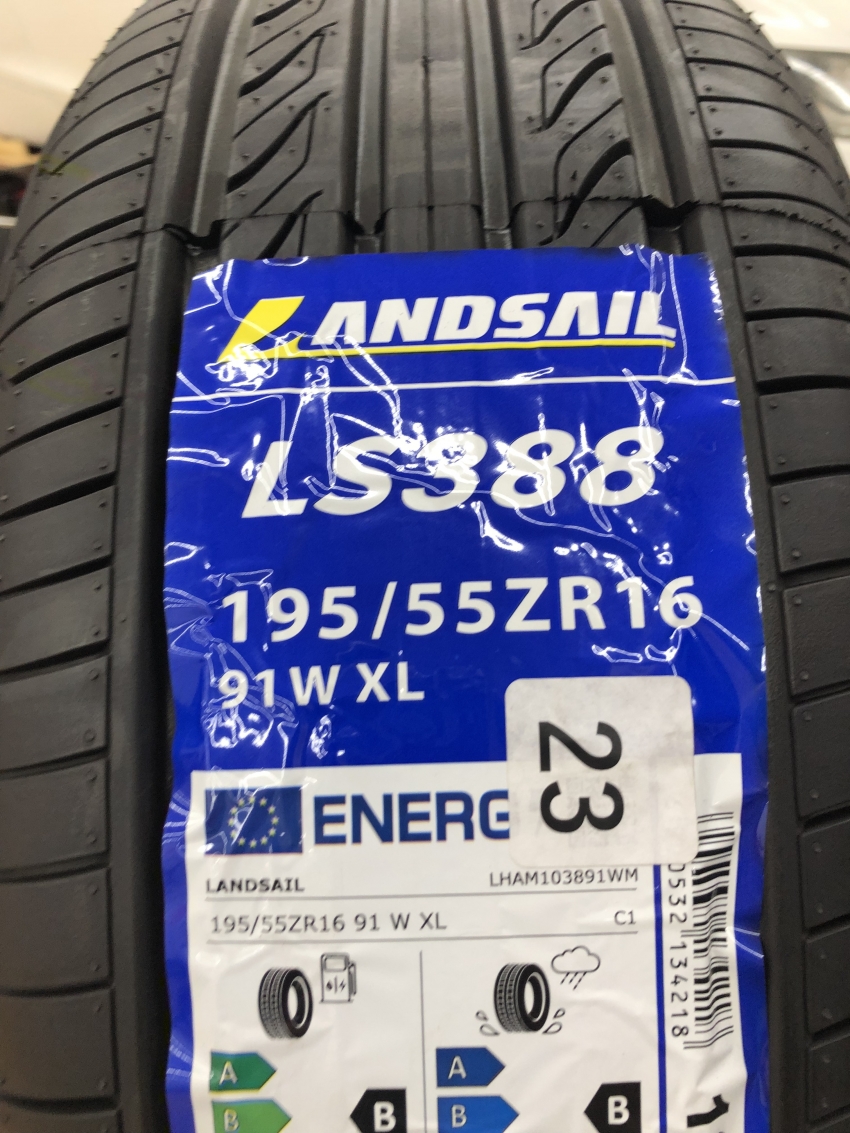 LANDSAIL
LS388
195/55ZR16
91W XL
23
ENERG
LANDSAIL LHAM103891WM
195/55ZR16 91 W XL C1
A A
B B B B
0532 134218